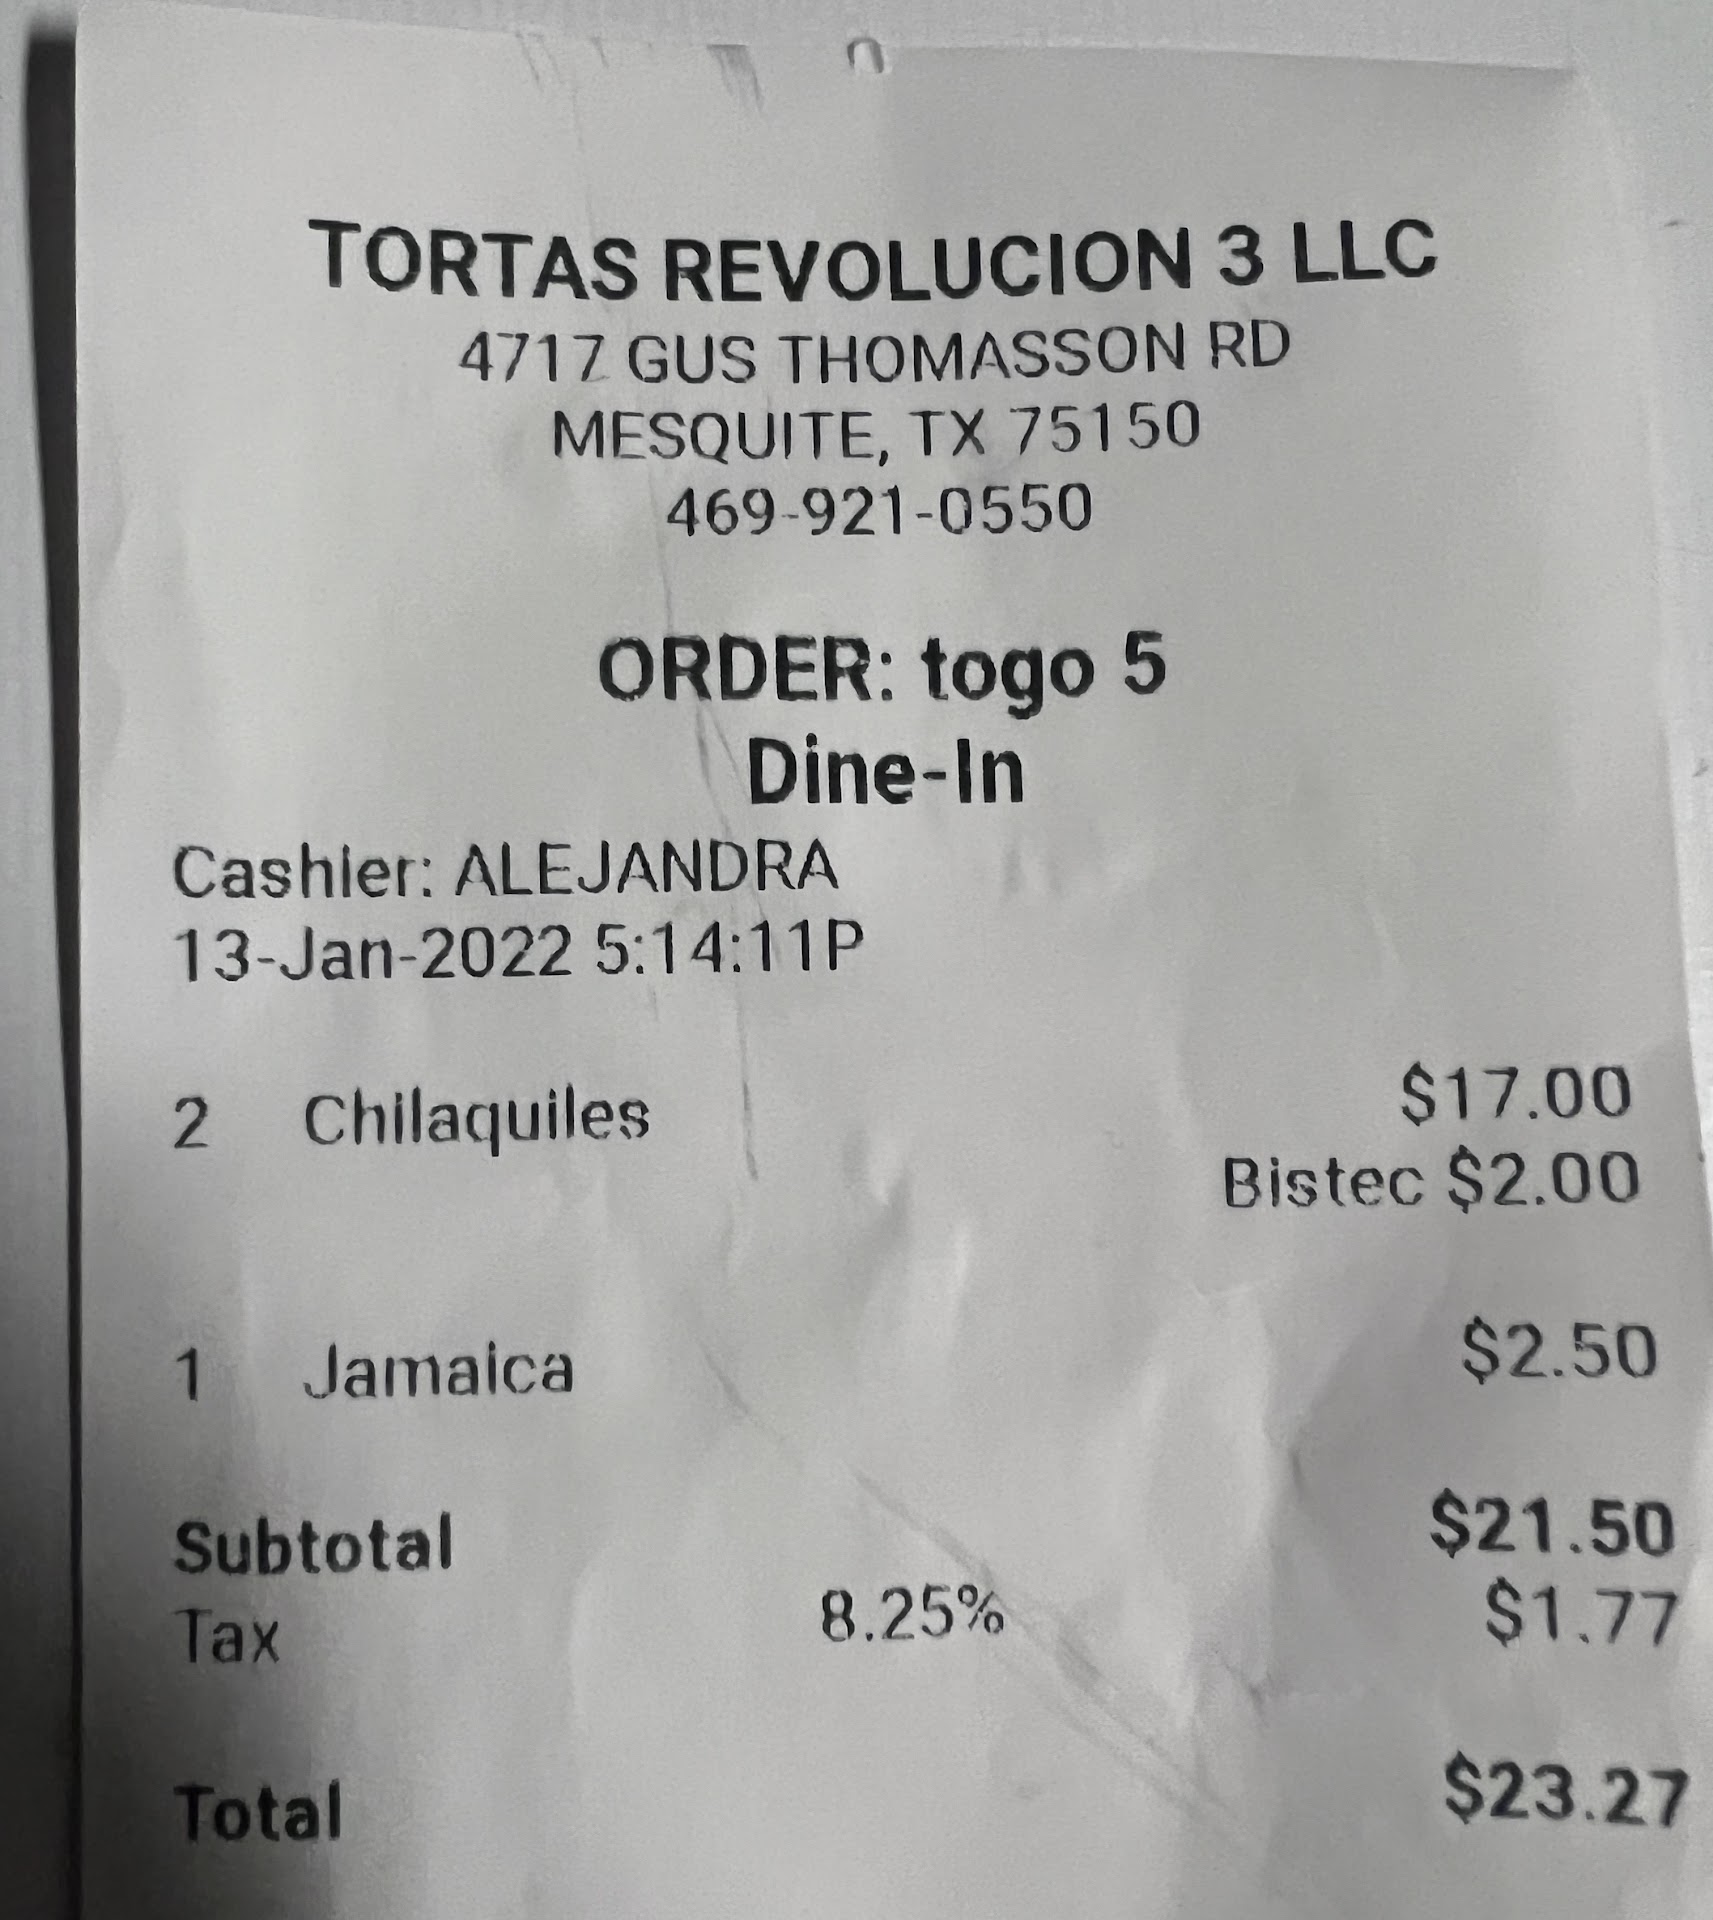 TORTAS REVOLUCION 3 LLC
4717 GUS THOMASSON RD
MESQUITE, TX 75150
469-921-0550
ORDER: togo 5
Dine-In
Cashier: ALEJANDRA
13-Jan-2022 5:14:11P
2 Chilaquiles $17.00
Bistec $2.00
1 Jamaica $2.50
Subtotal $21.50
Tax 8.25% $1.77
Total $23.27